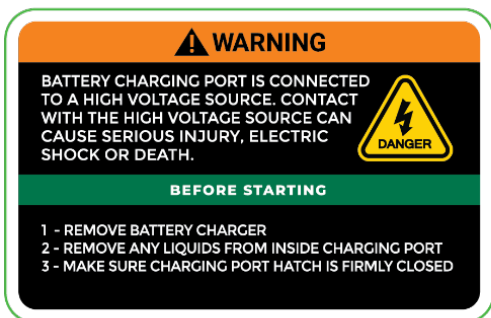 WARNING
BATTERY CHARGING PORT IS CONNECTED
TO A HIGH VOLTAGE SOURCE. CONTACT
WITH THE HIGH VOLTAGE SOURCE CAN
CAUSE SERIOUS INJURY, ELECTRIC
SHOCK OR DEATH.
DANGER
BEFORE STARTING
1 - REMOVE BATTERY CHARGER
2 - REMOVE ANY LIQUIDS FROM INSIDE CHARGING PORT
3 - MAKE SURE CHARGING PORT HATCH IS FIRMLY CLOSED